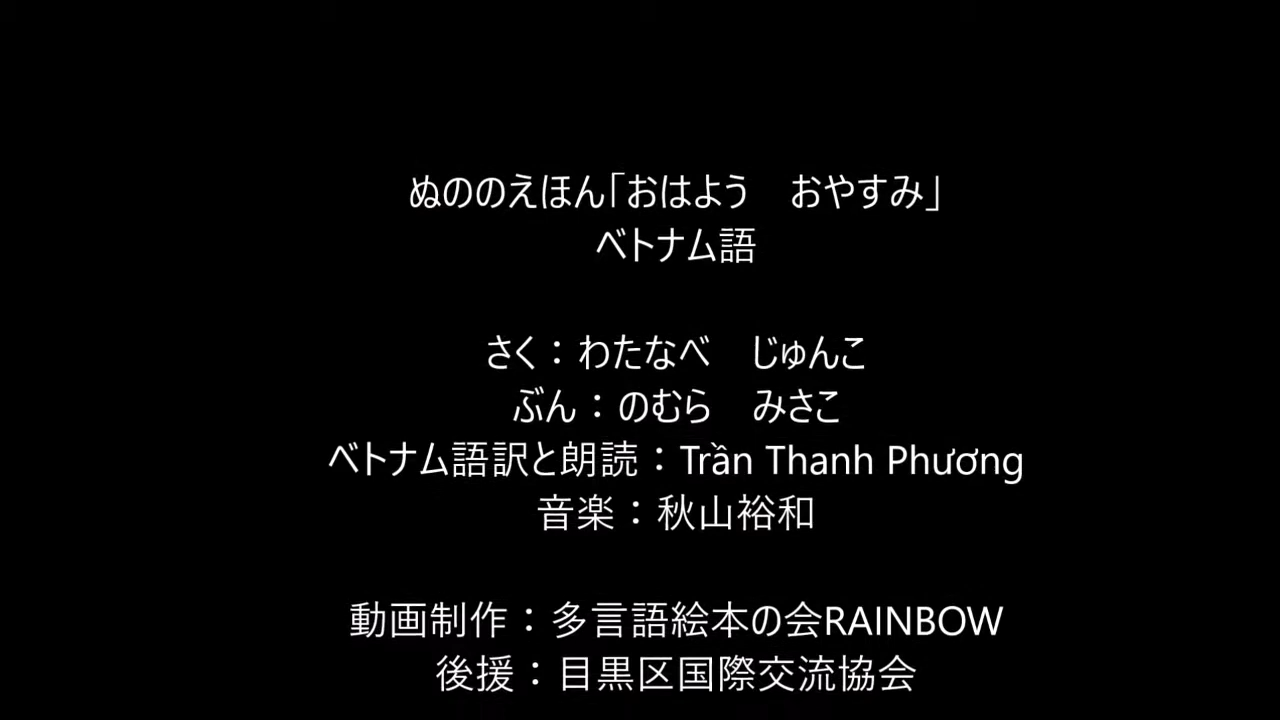 ぬののえほん「おはよう　おやすみ」
ベトナム語
さく：わたなべ　じゅんこ
ぶん：のむら　みさこ
ベトナム語訳と朗読：Trần Thanh Phương
音楽：秋山裕和
動画制作：多言語絵本の会RAINBOW
後援：目黒区国際交流協会